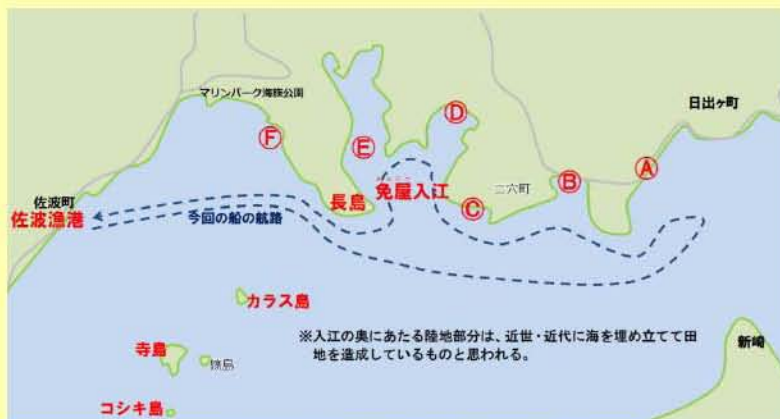 マリンパーク海族公園
日出ヶ町
Ⓓ
Ⓐ
Ⓕ
Ⓔ
Ⓑ
佐波町
佐波漁港
今回の船の航路
長島
免屋入江
二穴町
Ⓒ
カラス島
※入江の奥にあたる陸地部分は、近世・近代に海を埋め立てて田
地を造成しているものと思われる。
新崎
寺島
コシキ島